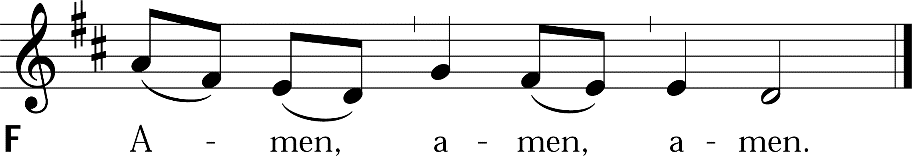 F A - men, a - men, a - men.